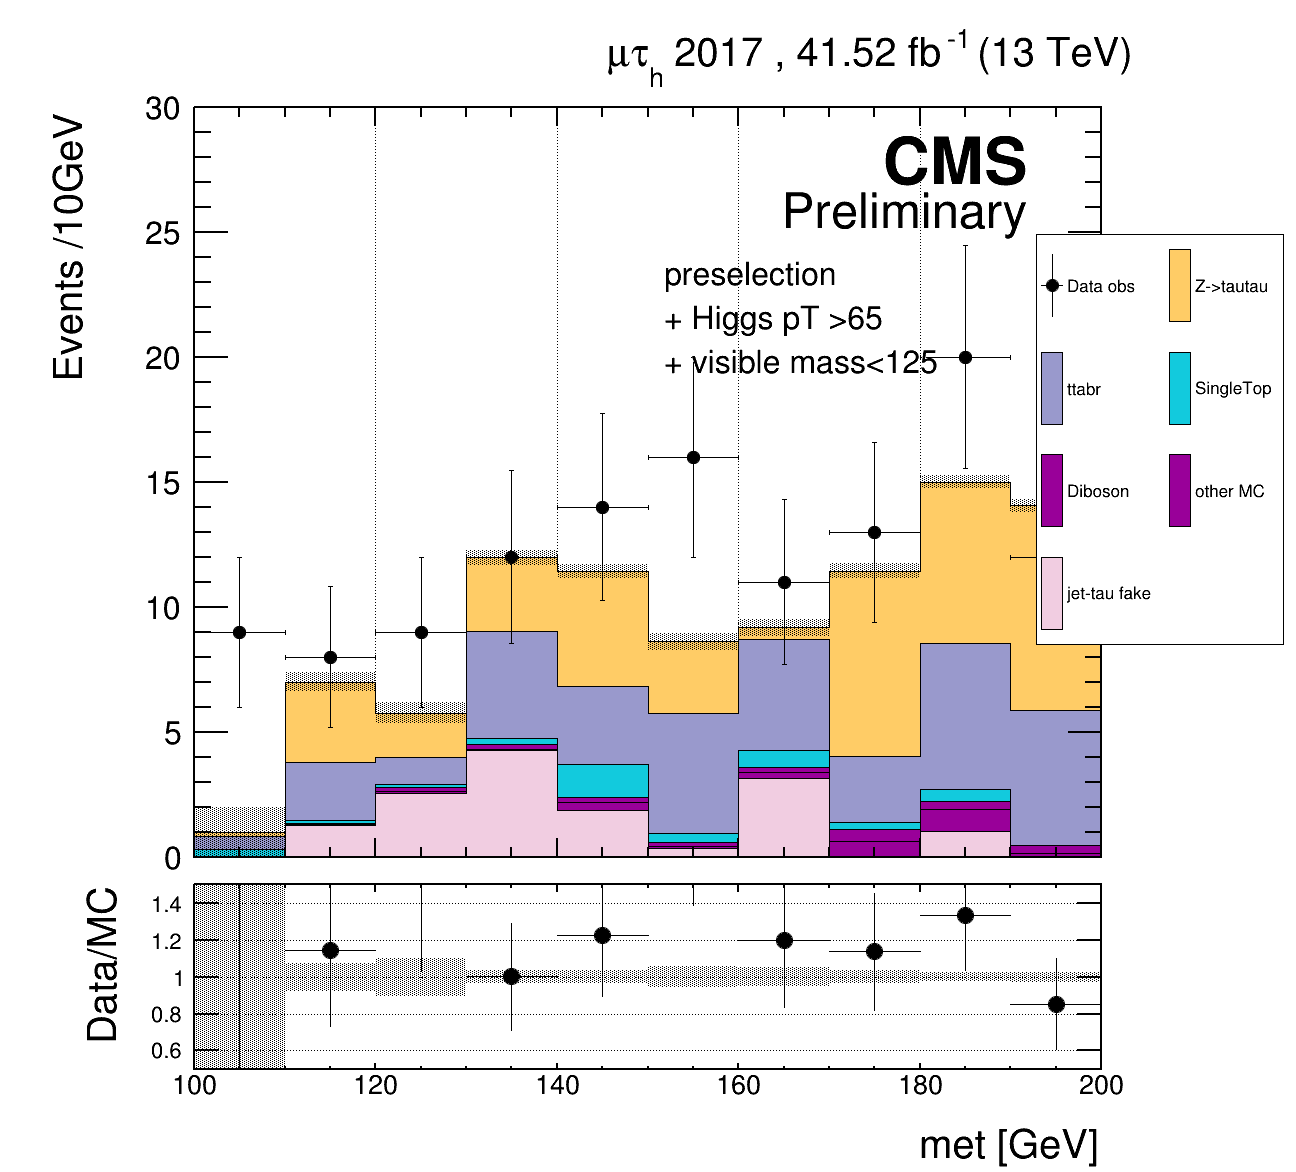 μτh 2017 , 41.52 fb-1 (13 TeV)
Events /10GeV
30
25
20
15
10
5
0
CMS
Preliminary
preselection
+ Higgs pT >65
+ visible mass<125
Data obs
Z->tautau
ttabr
SingleTop
Diboson
other MC
jet-tau fake
Data/MC
1.4
1.2
1
0.8
0.6
100 120 140 160 180 200
met [GeV]